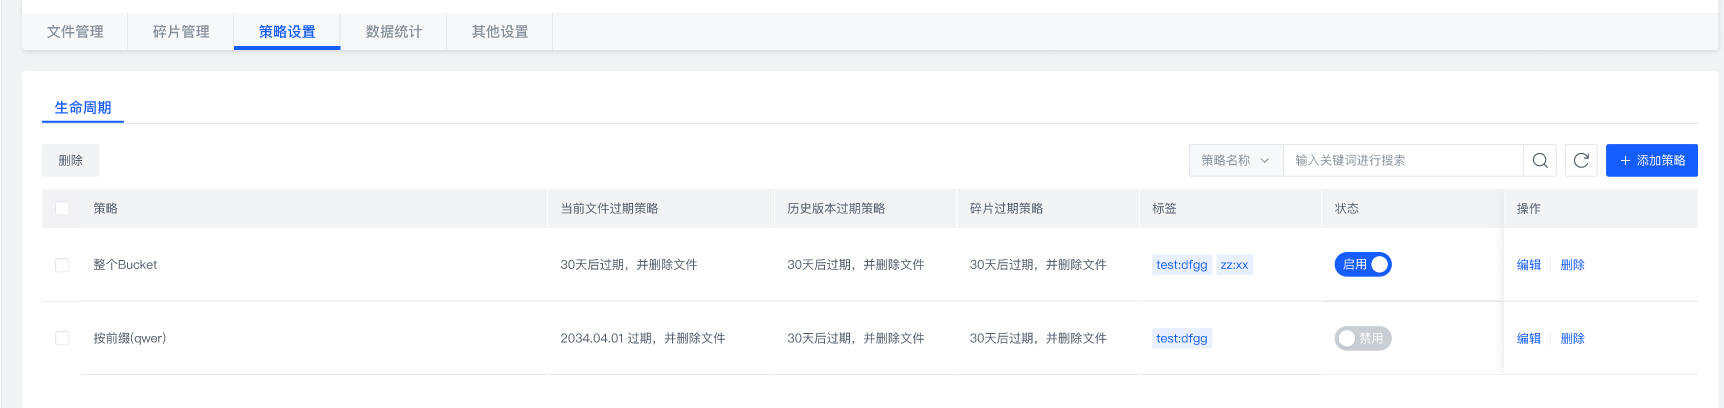 文件管理 碎片管理 策略设置 数据统计 其他设置
生命周期
删除 策略名称 输入关键词进行搜索 + 添加策略
策略 当前文件过期策略 历史版本过期策略 碎片过期策略 标签 状态 操作
整个Bucket 30天后过期，并删除文件 30天后过期，并删除文件 30天后过期，并删除文件 test:dfgg zz:xx 启用 编辑 删除
按前缀(qwer) 2034.04.01 过期，并删除文件 30天后过期，并删除文件 30天后过期，并删除文件 test:dfgg 禁用 编辑 删除